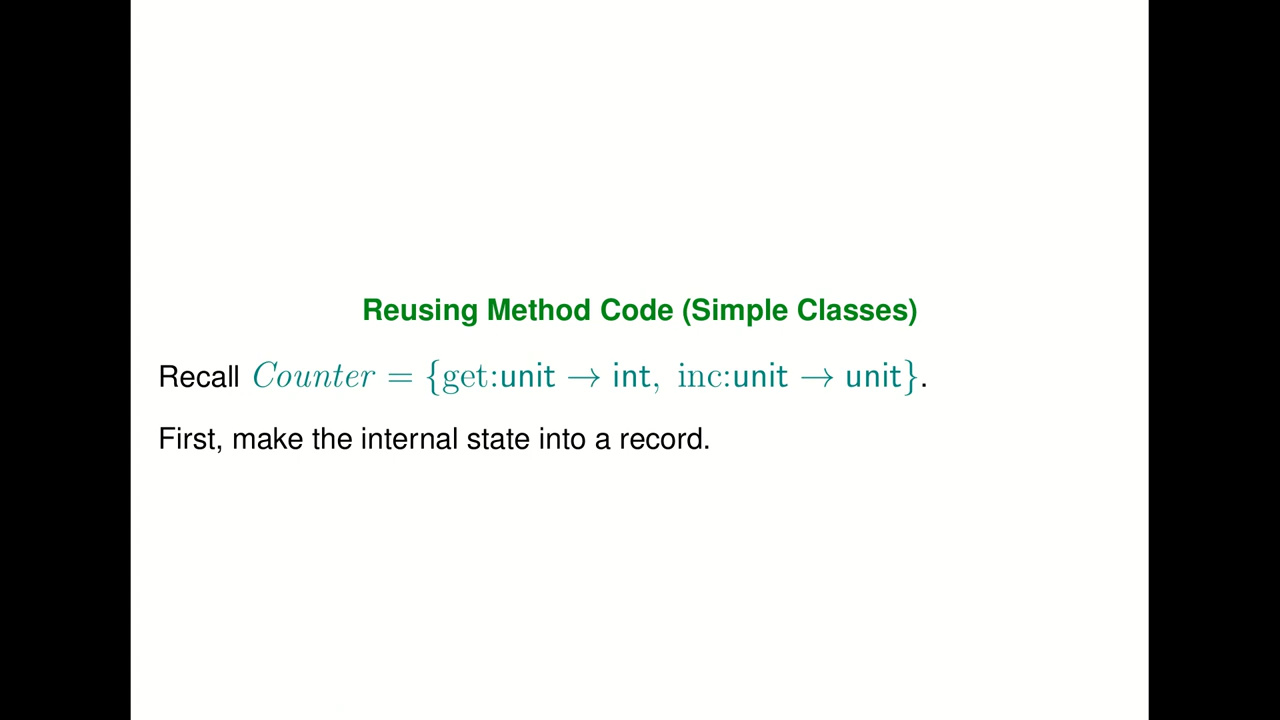 Reusing Method Code (Simple Classes)
Recall Counter = {get:unit → int, inc:unit → unit}.
First, make the internal state into a record.